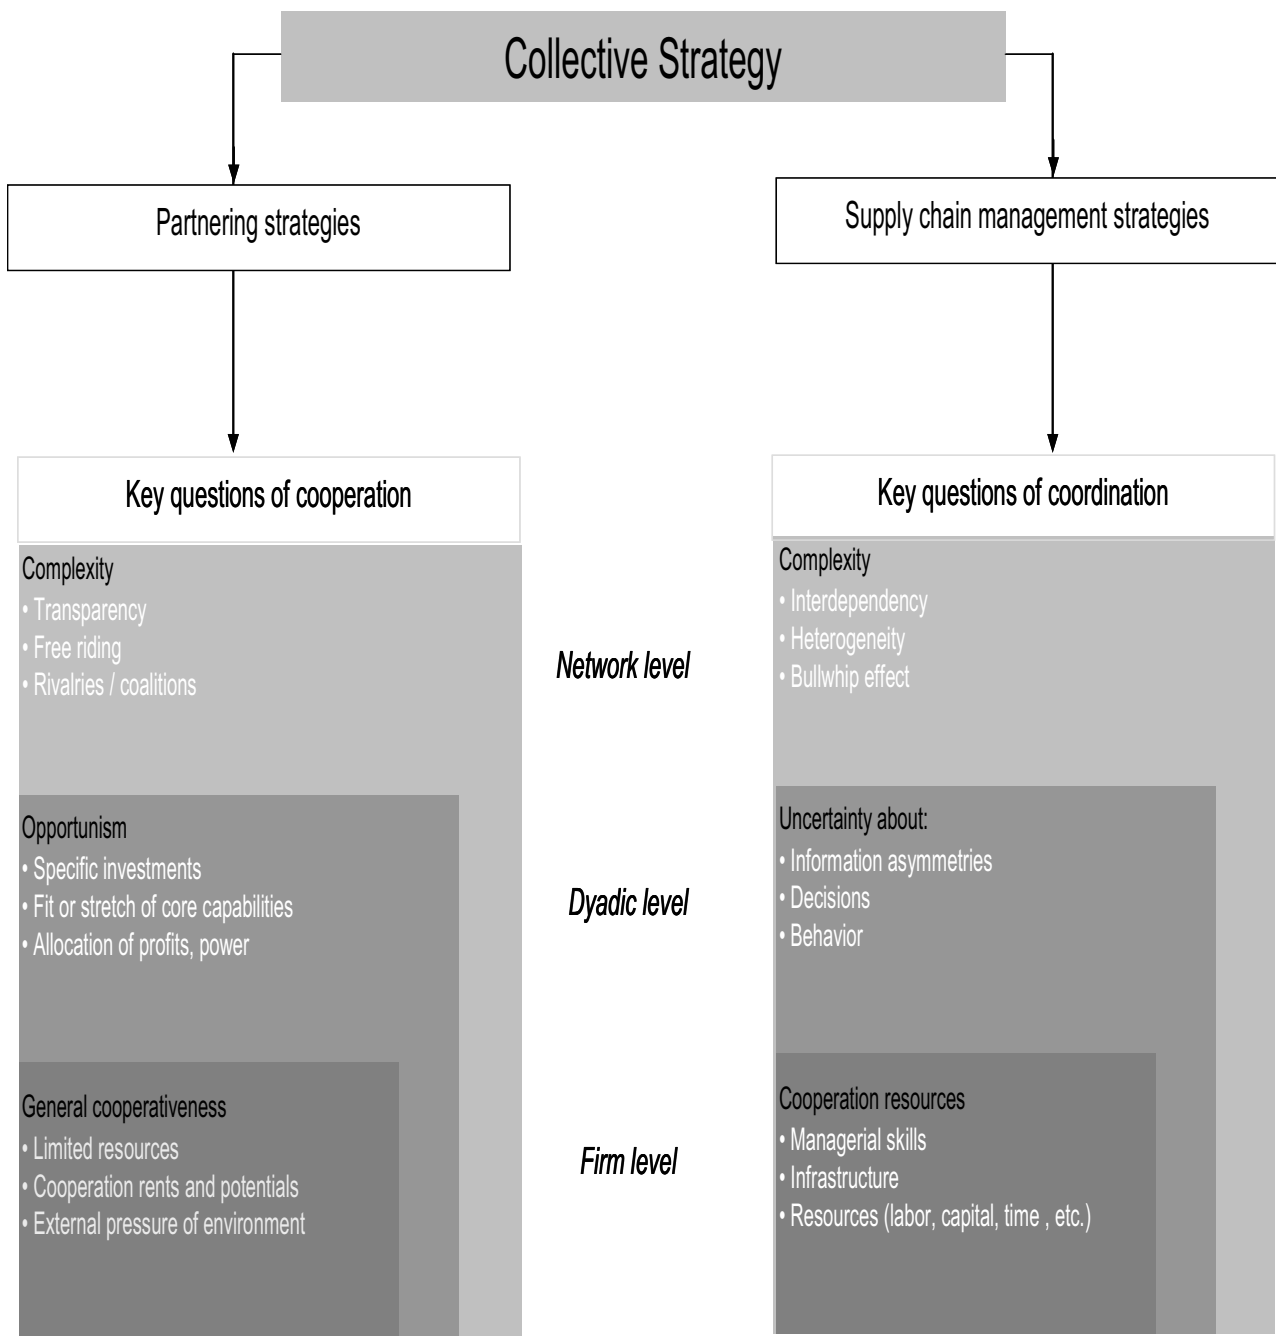 Collective Strategy
Partnering strategies
Supply chain management strategies
Key questions of cooperation
Key questions of coordination
Complexity
• Transparency
• Free riding
• Rivalries / coalitions
Network level
Complexity
• Interdependency
• Heterogeneity
• Bullwhip effect
Opportunism
• Specific investments
• Fit or stretch of core capabilities
• Allocation of profits, power
Dyadic level
Uncertainty about:
• Information asymmetries
• Decisions
• Behavior
General cooperativeness
• Limited resources
• Cooperation rents and potentials
• External pressure of environment
Firm level
Cooperation resources
• Managerial skills
• Infrastructure
• Resources (labor, capital, time , etc.)